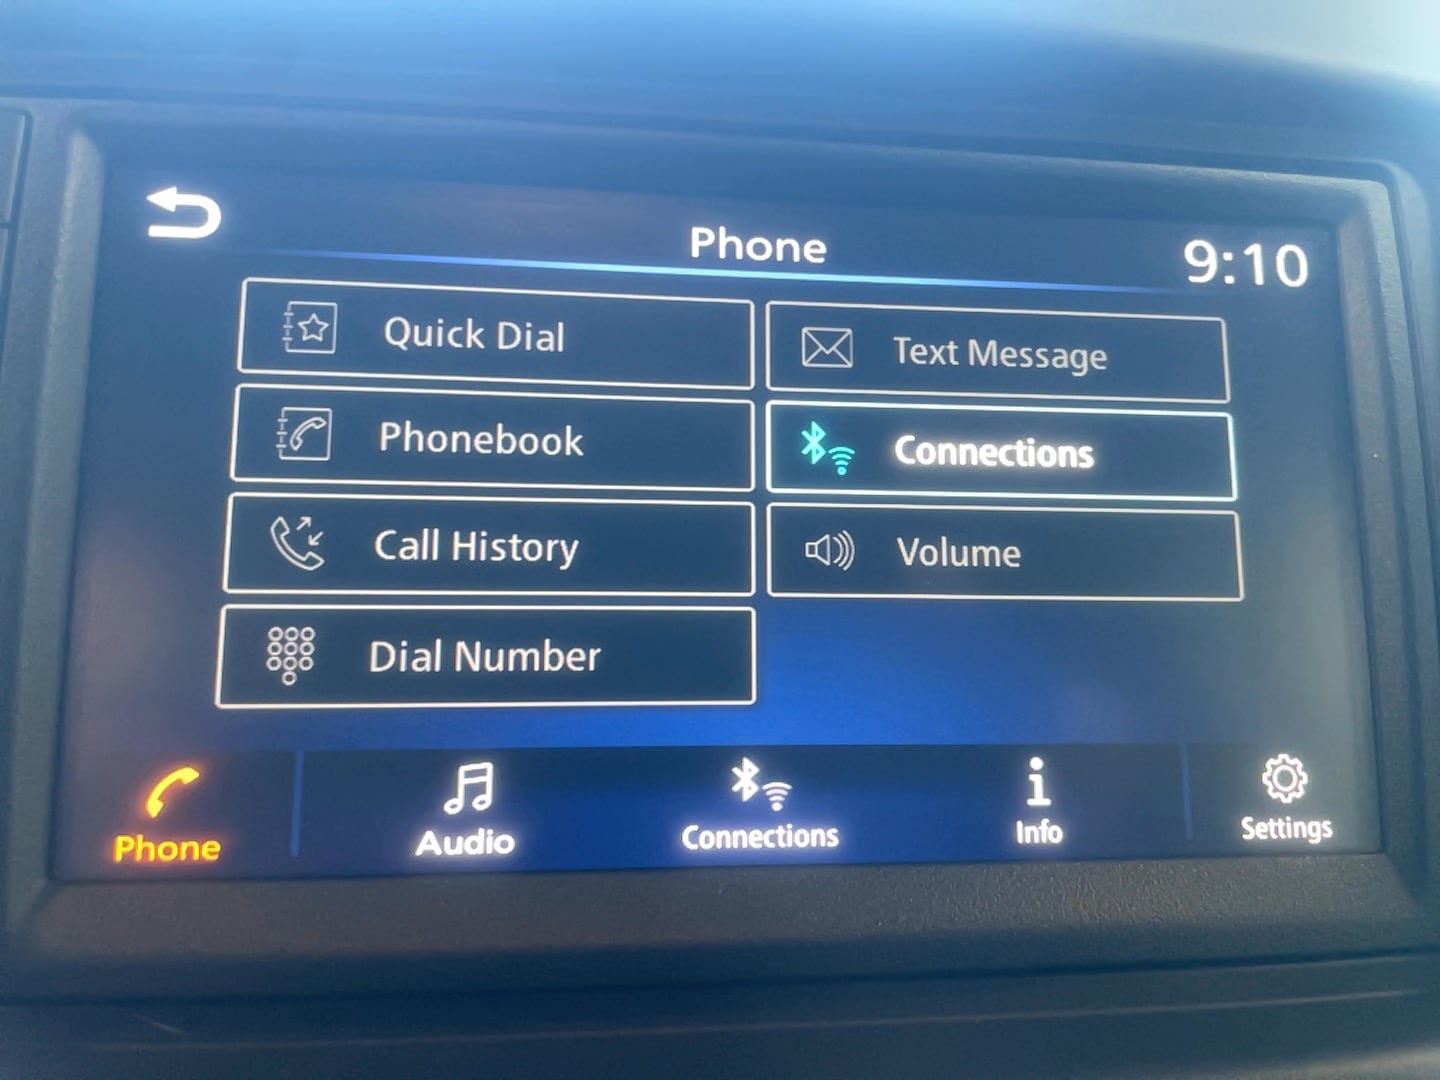 Phone
9:10
Quick Dial
Text Message
Phonebook
Connections
Call History
Volume
Dial Number
Phone
Audio
Connections
Info
Settings